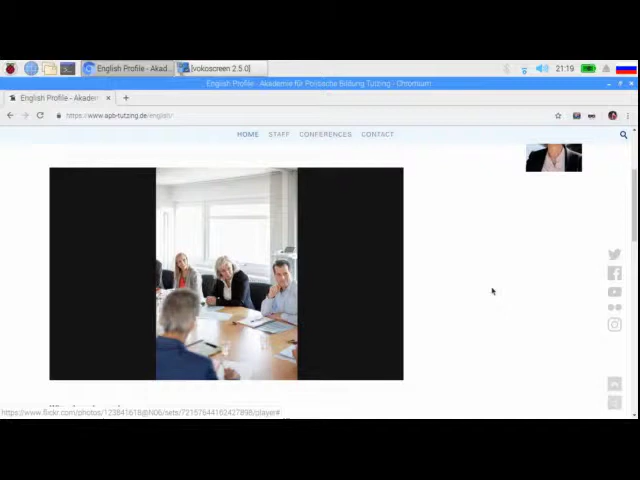 English Profile - Akad...
[vokoscreen 2.5.0]
21:19
English Profile - Akademie für Politische Bildung Tutzing - Chromium
English Profile - Akadem
https://www.apb-tutzing.de/english/
HOME STAFF CONFERENCES CONTACT
https://www.flickr.com/photos/123841618@N06/sets/72157644162427898/player#